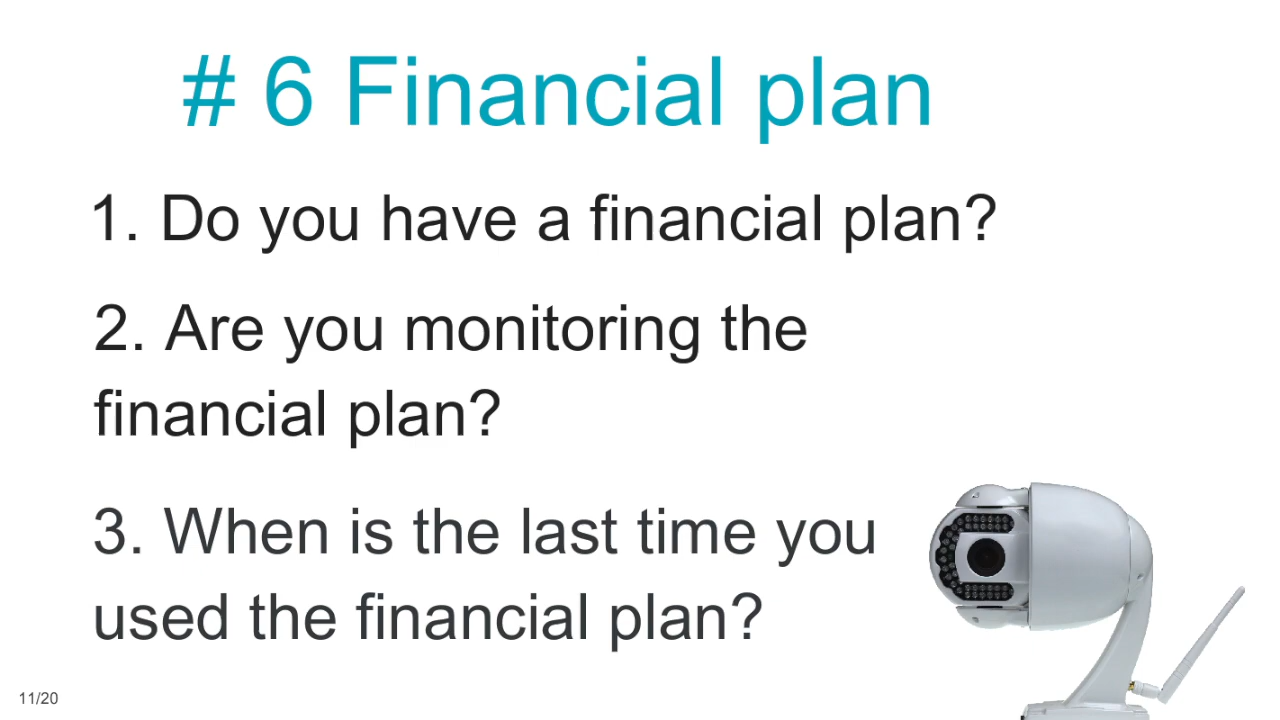 # 6 Financial plan
1. Do you have a financial plan?
2. Are you monitoring the
financial plan?
3. When is the last time you
used the financial plan?
11/20